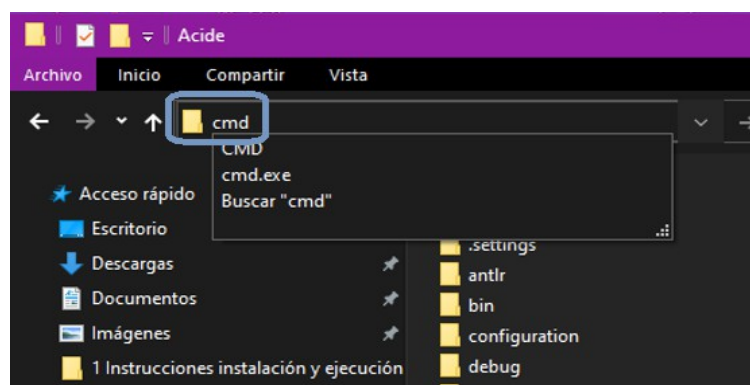 Acide
Archivo Inicio Compartir Vista
cmd
CMD
cmd.exe
Buscar "cmd"
Acceso rápido
Escritorio
Descargas
Documentos
Imágenes
1 Instrucciones instalación y ejecución
.settings
antlr
bin
configuration
debug